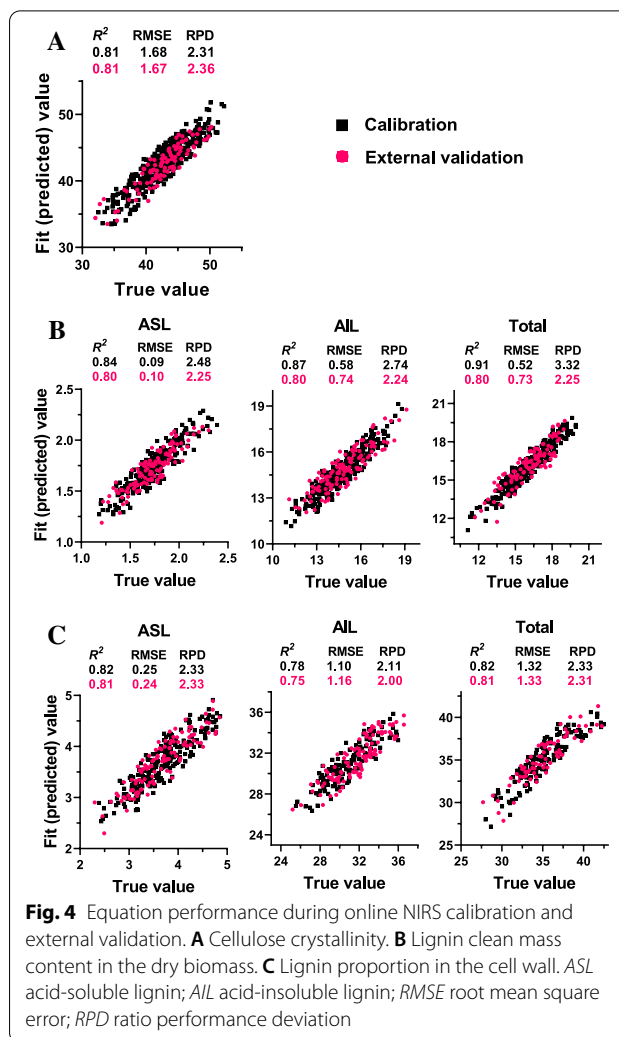 A
R² RMSE RPD
0.81 1.68 2.31
0.81 1.67 2.36
Fit (predicted) value
50
40
30
30 40 50
True value
Calibration
External validation
B
ASL
R² RMSE RPD
0.84 0.09 2.48
0.80 0.10 2.25
Fit (predicted) value
2.5
2.0
1.5
1.0
1.0 1.5 2.0 2.5
True value
AIL
R² RMSE RPD
0.87 0.58 2.74
0.80 0.74 2.24
19
16
13
10
10 13 16 19
True value
Total
R² RMSE RPD
0.91 0.52 3.32
0.80 0.73 2.25
21
18
15
12
12 15 18 21
True value
C
ASL
R² RMSE RPD
0.82 0.25 2.33
0.81 0.24 2.33
Fit (predicted) value
5
4
3
2
2 3 4 5
True value
AIL
R² RMSE RPD
0.78 1.10 2.11
0.75 1.16 2.00
36
32
28
24
24 28 32 36
True value
Total
R² RMSE RPD
0.82 1.32 2.33
0.81 1.33 2.31
40
35
30
25
25 30 35 40
True value
Fig. 4 Equation performance during online NIRS calibration and
external validation. A Cellulose crystallinity. B Lignin clean mass
content in the dry biomass. C Lignin proportion in the cell wall. ASL
acid-soluble lignin; AIL acid-insoluble lignin; RMSE root mean square
error; RPD ratio performance deviation